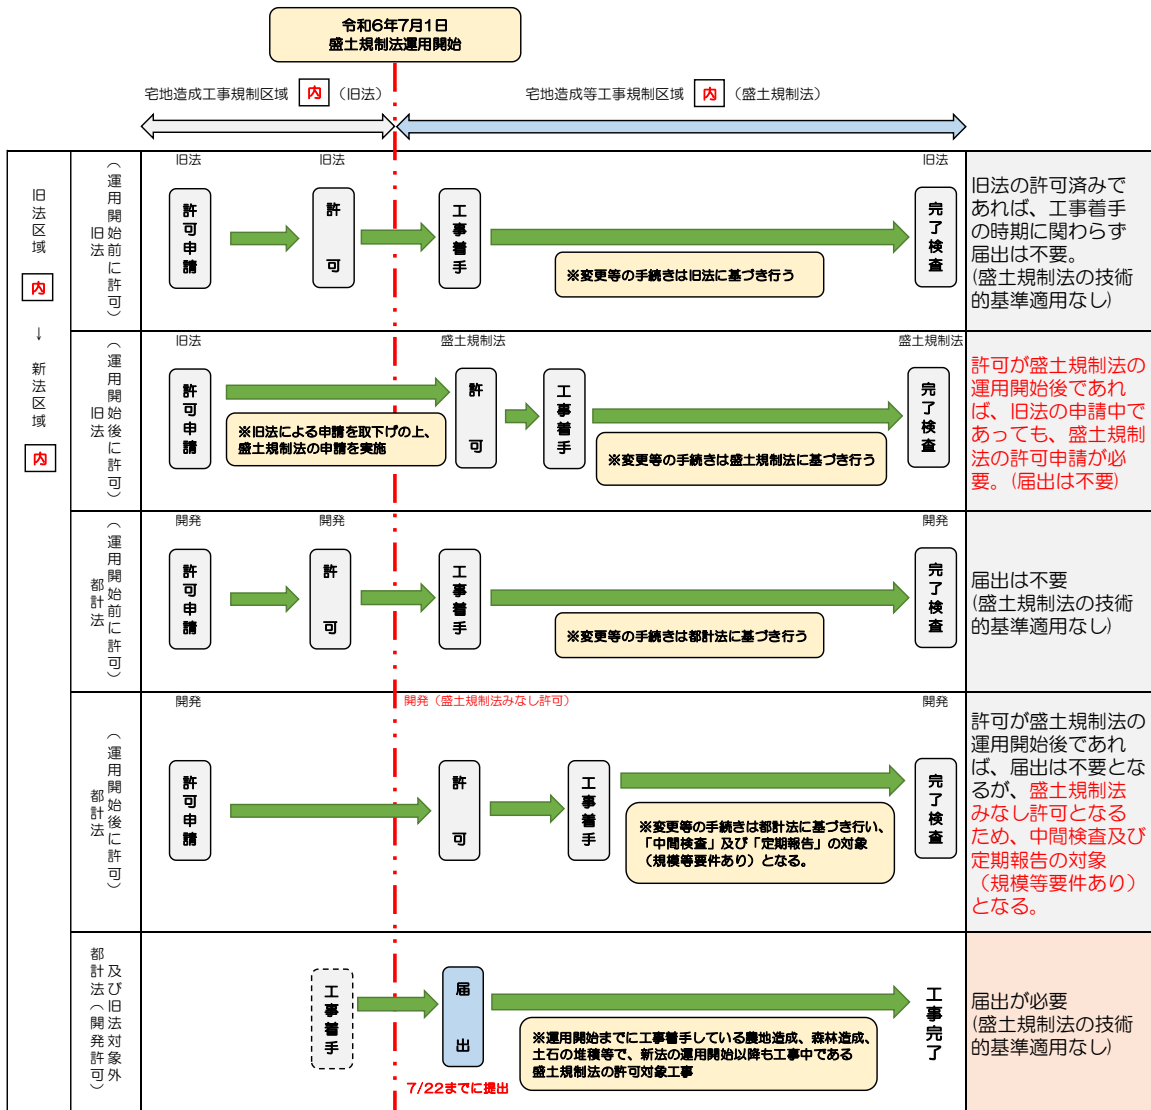 令和6年7月1日
盛土規制法運用開始
宅地造成工事規制区域 内 (旧法)
宅地造成等工事規制区域 内 (盛土規制法)
旧法区域
内
↓
新法区域
内
旧法
(運用開始前に許可)
旧法
旧法
旧法
許可申請
許可
工事着手
完了検査
※変更等の手続きは旧法に基づき行う
旧法の許可済みで
あれば、工事着手
の時期に関わらず
届出は不要。
(盛土規制法の技術
的基準適用なし)
旧法
(運用開始後に許可)
旧法
盛土規制法
盛土規制法
許可申請
許可
工事着手
完了検査
※旧法による申請を取下げの上、
盛土規制法の申請を実施
※変更等の手続きは盛土規制法に基づき行う
許可が盛土規制法の
運用開始後であれ
ば、旧法の申請中で
あっても、盛土規制
法の許可申請が必
要。(届出は不要)
都計法
(運用開始前に許可)
開発
開発
開発
許可申請
許可
工事着手
完了検査
※変更等の手続きは都計法に基づき行う
届出は不要
(盛土規制法の技術
的基準適用なし)
都計法
(運用開始後に許可)
開発
開発(盛土規制法みなし許可)
開発
許可申請
許可
工事着手
完了検査
※変更等の手続きは都計法に基づき行い、
「中間検査」及び「定期報告」の対象
(規模等要件あり)となる。
許可が盛土規制法の
運用開始後であれ
ば、届出は不要とな
るが、盛土規制法
みなし許可となる
ため、中間検査及び
定期報告の対象
(規模等要件あり)
となる。
都計法(開発許可)
及び旧法対象外
工事着手
届出
工事完了
7/22までに提出
※運用開始までに工事着手している農地造成、森林造成、
土石の堆積等で、新法の運用開始以降も工事中である
盛土規制法の許可対象工事
届出が必要
(盛土規制法の技術
的基準適用なし)